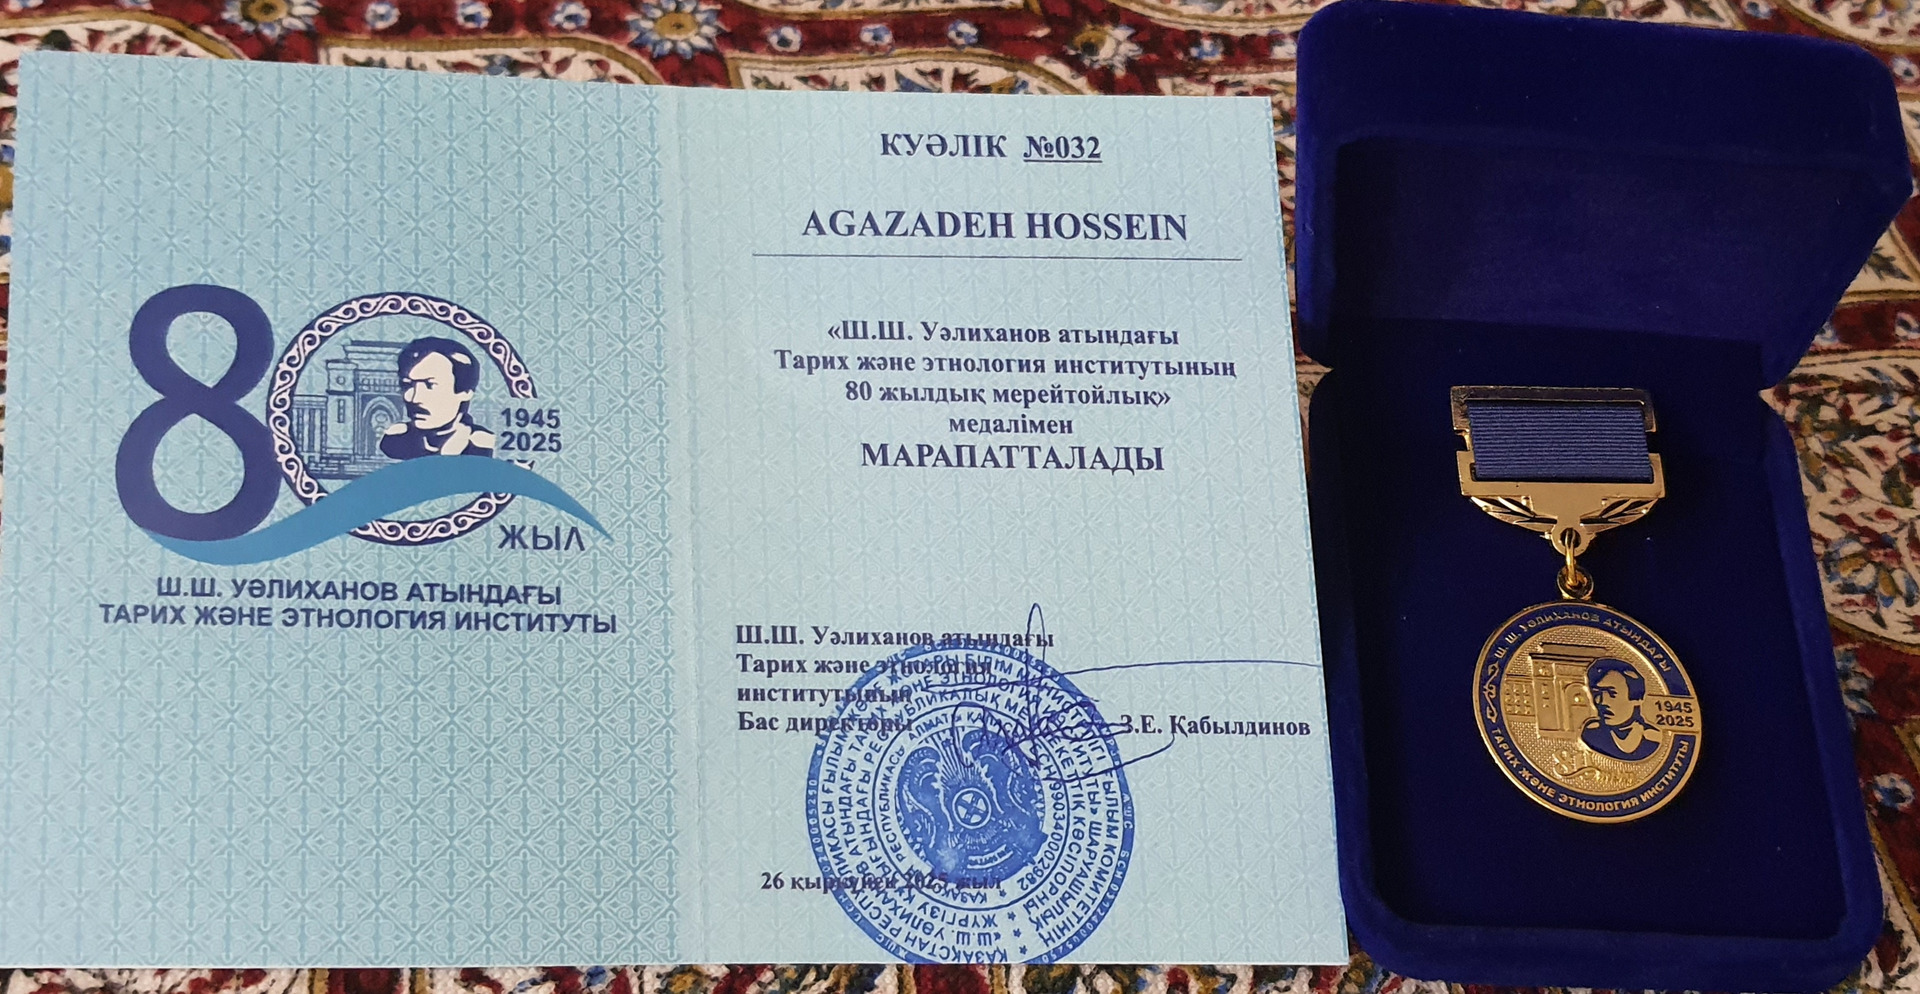 1945
2025
ЖЫЛ
Ш.Ш. УӘЛИХАНОВ АТЫНДАҒЫ
ТАРИХ ЖӘНЕ ЭТНОЛОГИЯ ИНСТИТУТЫ
КУӘЛІК №032
AGAZADEH HOSSEIN
«Ш.Ш. Уәлиханов атындағы
Тарих және этнология институтының
80 жылдық мерейтойлық»
медалімен
МАРАПАТТАЛАДЫ
Ш.Ш. Уәлиханов атындағы
Тарих және этнология
институтының
Бас директоры З.Е. Қабылдинов
26 қыркүйек 2025 жыл
Ш.Ш. УӘЛИХАНОВ АТЫНДАҒЫ
1945
2025
ТАРИХ ЖӘНЕ ЭТНОЛОГИЯ ИНСТИТУТЫ